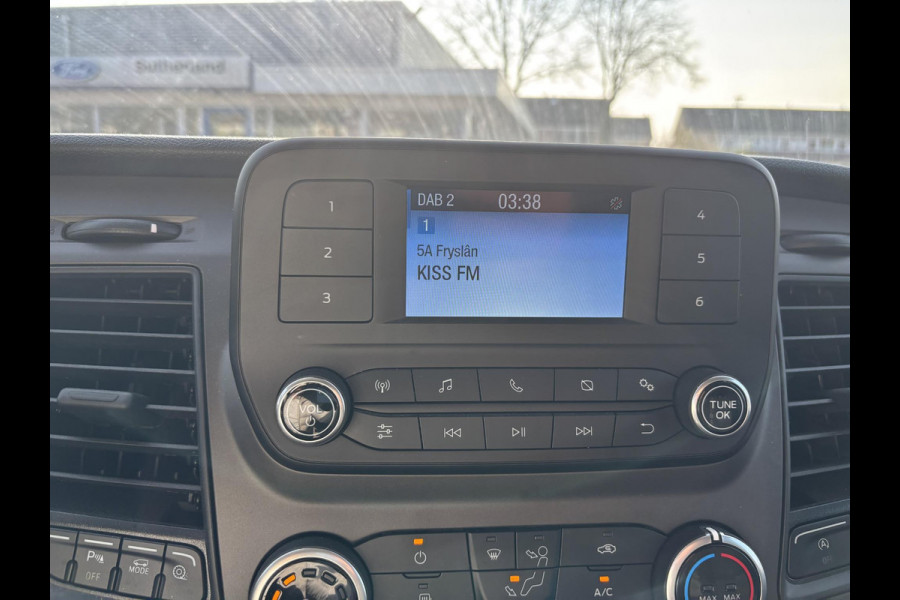 Ford
DAB 2 03:38
1
5A Fryslân
KISS FM
1
2
3
4
5
6
VOL
TUNE
OK
P
OFF
MODE
A/C
MAX MAX
A